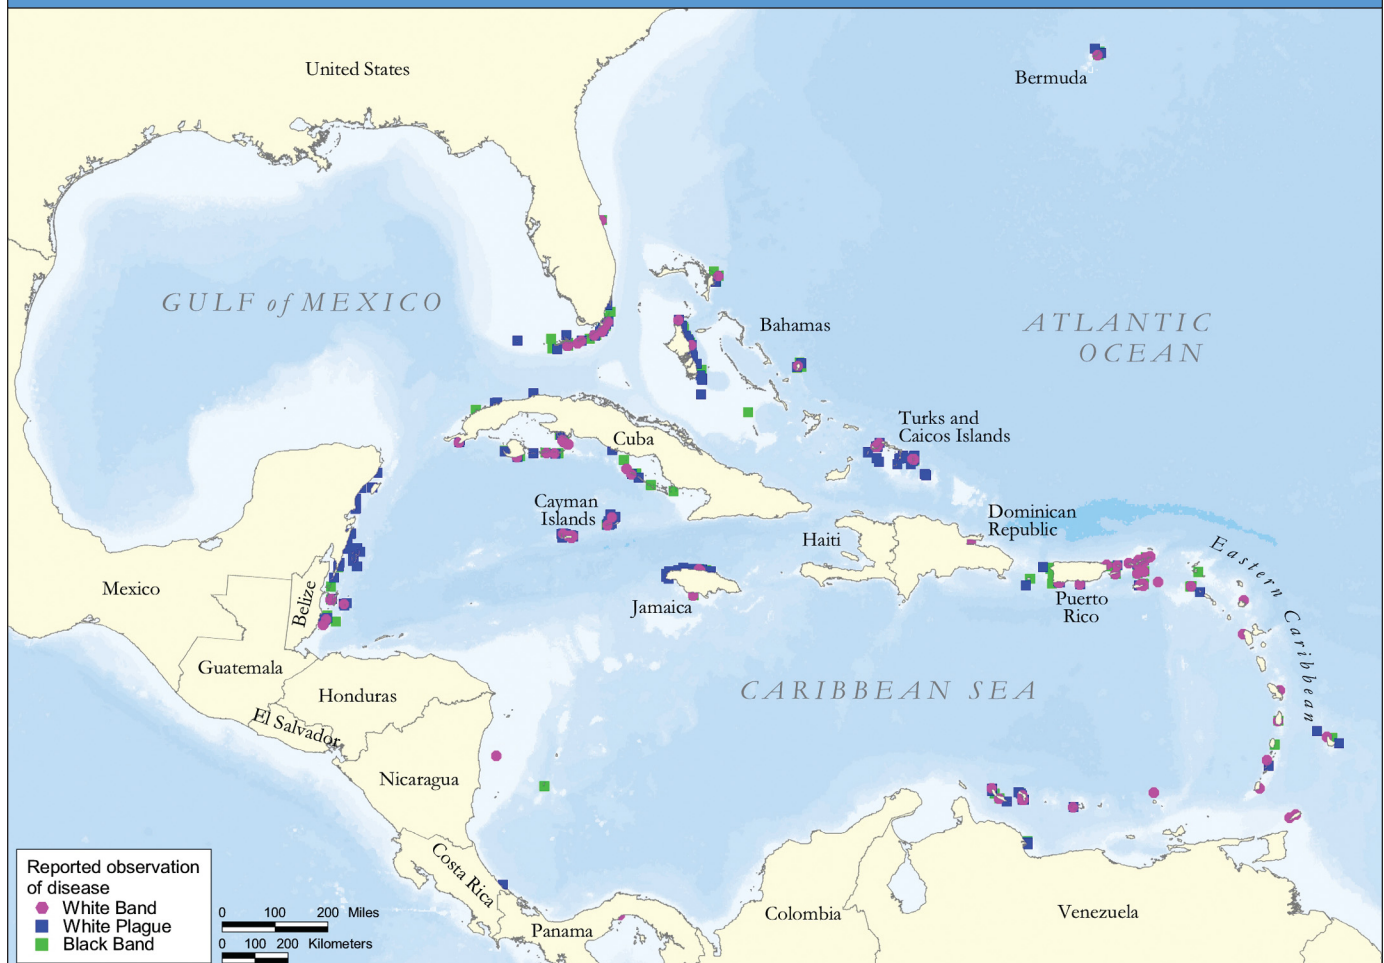 United States
Bermuda
GULF of MEXICO
ATLANTIC
OCEAN
Bahamas
Turks and
Caicos Islands
Cuba
Cayman
Islands
Dominican
Republic
Haiti
Eastern Caribbean
Mexico
Belize
Jamaica
Puerto
Rico
Guatemala
Honduras
CARIBBEAN SEA
El Salvador
Nicaragua
Costa Rica
Panama
Colombia
Venezuela
Reported observation
of disease
White Band
White Plague
Black Band
0 100 200 Miles
0 100 200 Kilometers